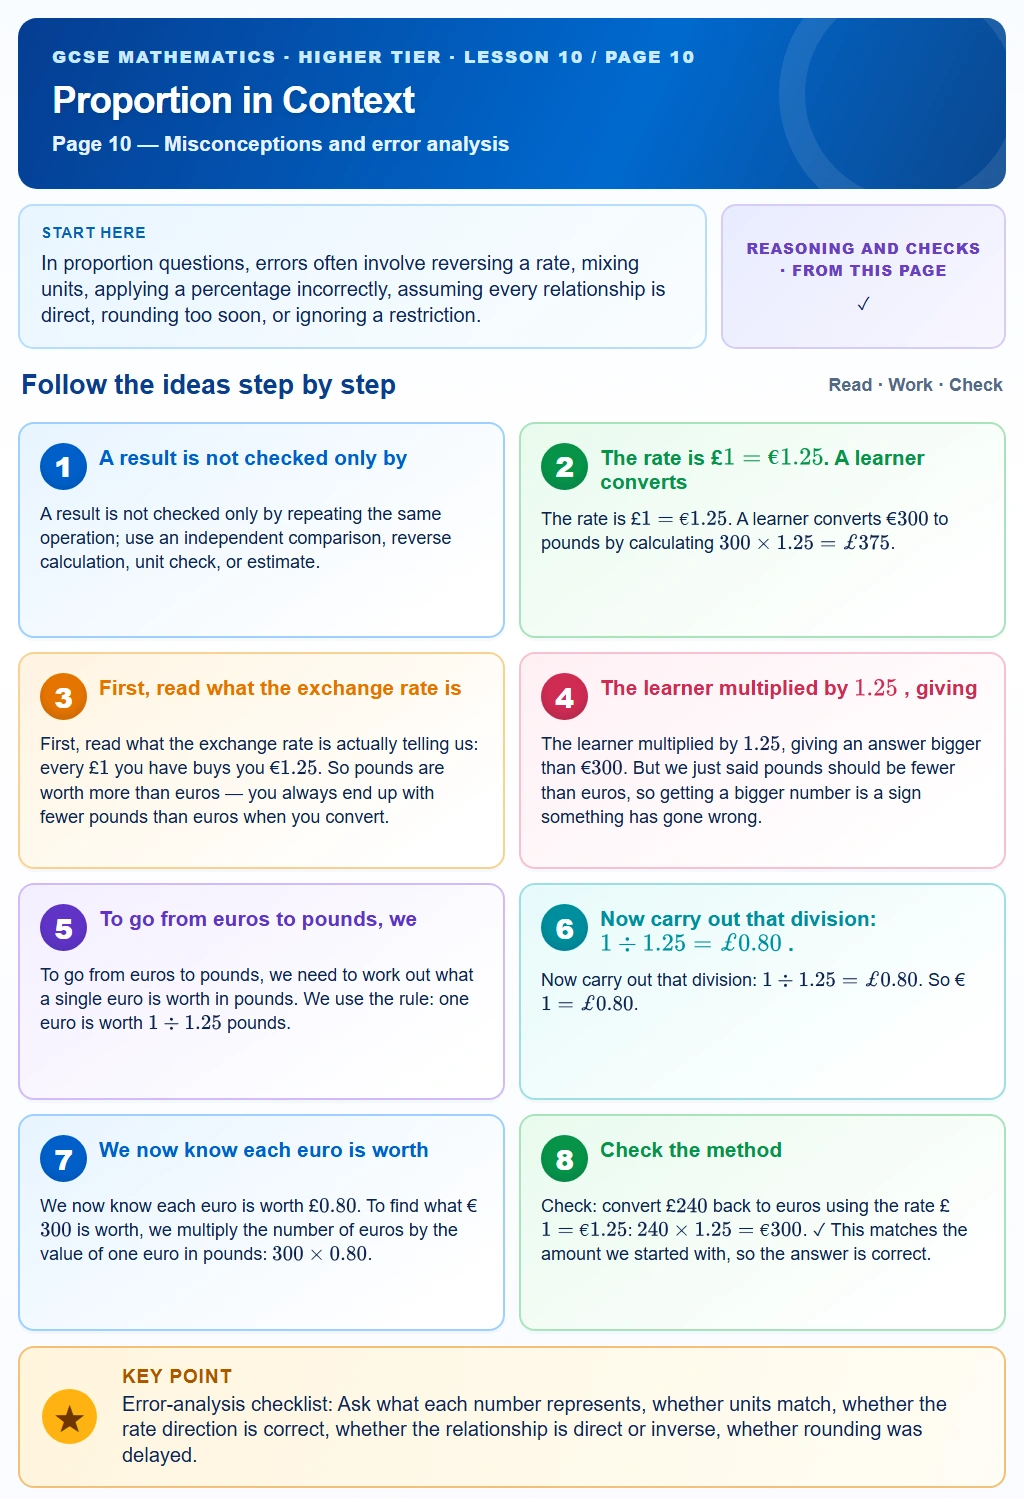 GCSE MATHEMATICS · HIGHER TIER · LESSON 10 / PAGE 10
Proportion in Context
Page 10 — Misconceptions and error analysis
START HERE
In proportion questions, errors often involve reversing a rate, mixing
units, applying a percentage incorrectly, assuming every relationship is
direct, rounding too soon, or ignoring a restriction.
REASONING AND CHECKS
· FROM THIS PAGE
✓
Follow the ideas step by step
Read · Work · Check
1
A result is not checked only by
A result is not checked only by repeating the same
operation; use an independent comparison, reverse
calculation, unit check, or estimate.
2
The rate is £1 = €1.25. A learner
converts
The rate is £1 = €1.25. A learner converts €300 to
pounds by calculating 300 × 1.25 = £375.
3
First, read what the exchange rate is
First, read what the exchange rate is actually telling us:
every £1 you have buys you €1.25. So pounds are
worth more than euros — you always end up with
fewer pounds than euros when you convert.
4
The learner multiplied by 1.25 , giving
The learner multiplied by 1.25, giving an answer bigger
than €300. But we just said pounds should be fewer
than euros, so getting a bigger number is a sign
something has gone wrong.
5
To go from euros to pounds, we
To go from euros to pounds, we need to work out what
a single euro is worth in pounds. We use the rule: one
euro is worth 1 ÷ 1.25 pounds.
6
Now carry out that division:
1 ÷ 1.25 = £0.80 .
Now carry out that division: 1 ÷ 1.25 = £0.80. So €
1 = £0.80.
7
We now know each euro is worth
We now know each euro is worth £0.80. To find what €
300 is worth, we multiply the number of euros by the
value of one euro in pounds: 300 × 0.80.
8
Check the method
Check: convert £240 back to euros using the rate £
1 = €1.25: 240 × 1.25 = €300. ✓ This matches the
amount we started with, so the answer is correct.
KEY POINT
Error-analysis checklist: Ask what each number represents, whether units match, whether the
rate direction is correct, whether the relationship is direct or inverse, whether rounding was
delayed.